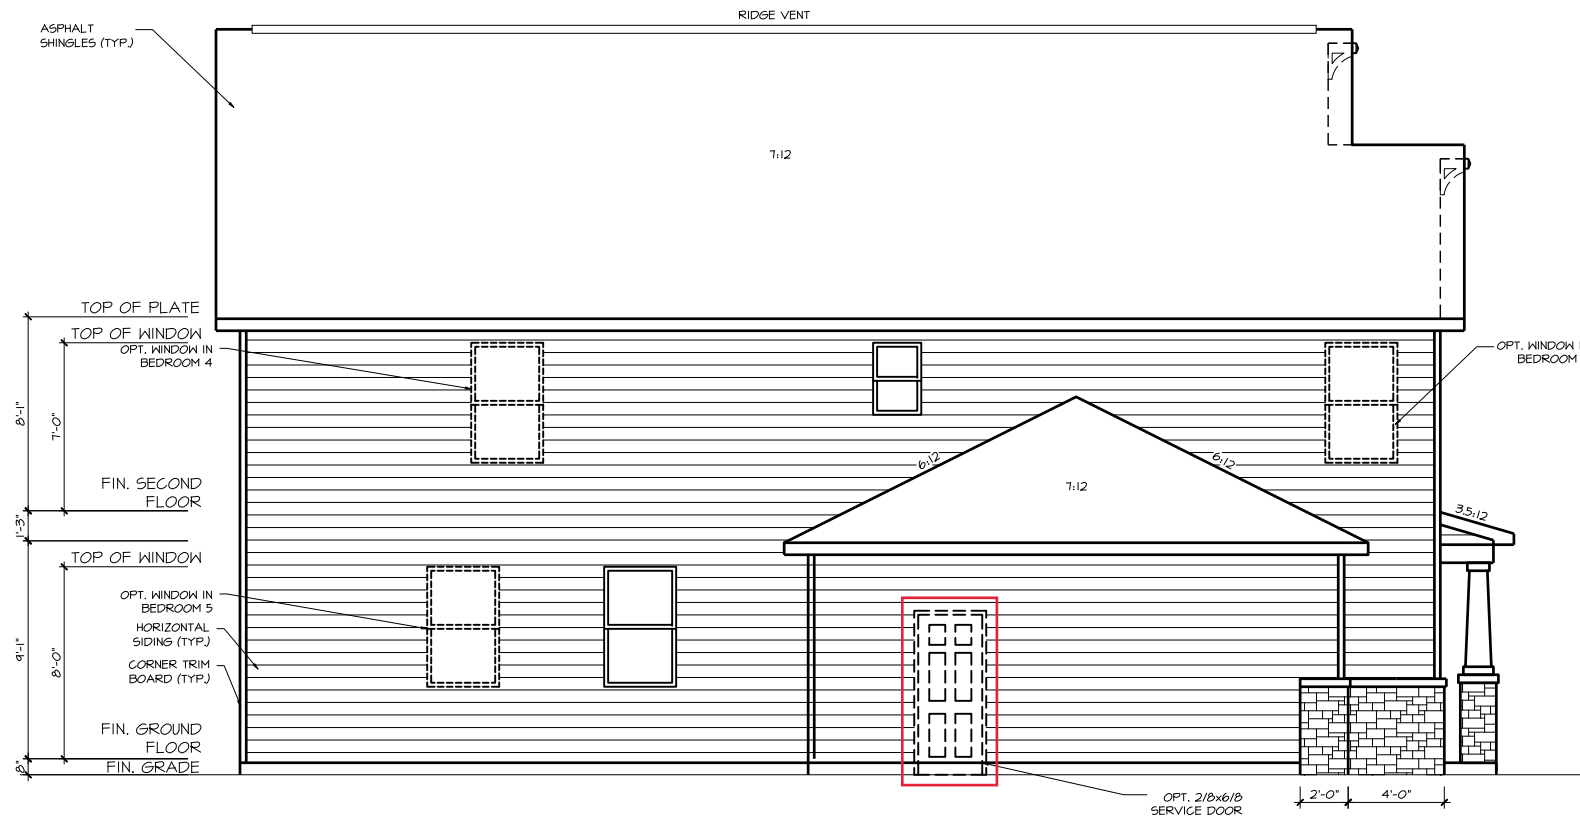 RIDGE VENT
ASPHALT
SHINGLES (TYP.)
7:12
TOP OF PLATE
TOP OF WINDOW
OPT. WINDOW IN
BEDROOM 4
OPT. WINDOW
BEDROOM
8'-1"
7'-0"
6:12
6:12
7:12
FIN. SECOND
FLOOR
3.5:12
1'-3"
TOP OF WINDOW
OPT. WINDOW IN
BEDROOM 5
HORIZONTAL
SIDING (TYP.)
9'-1"
8'-0"
CORNER TRIM
BOARD (TYP.)
FIN. GROUND
FLOOR
FIN. GRADE
8"
OPT. 2/8x6/8
SERVICE DOOR
2'-0"
4'-0"